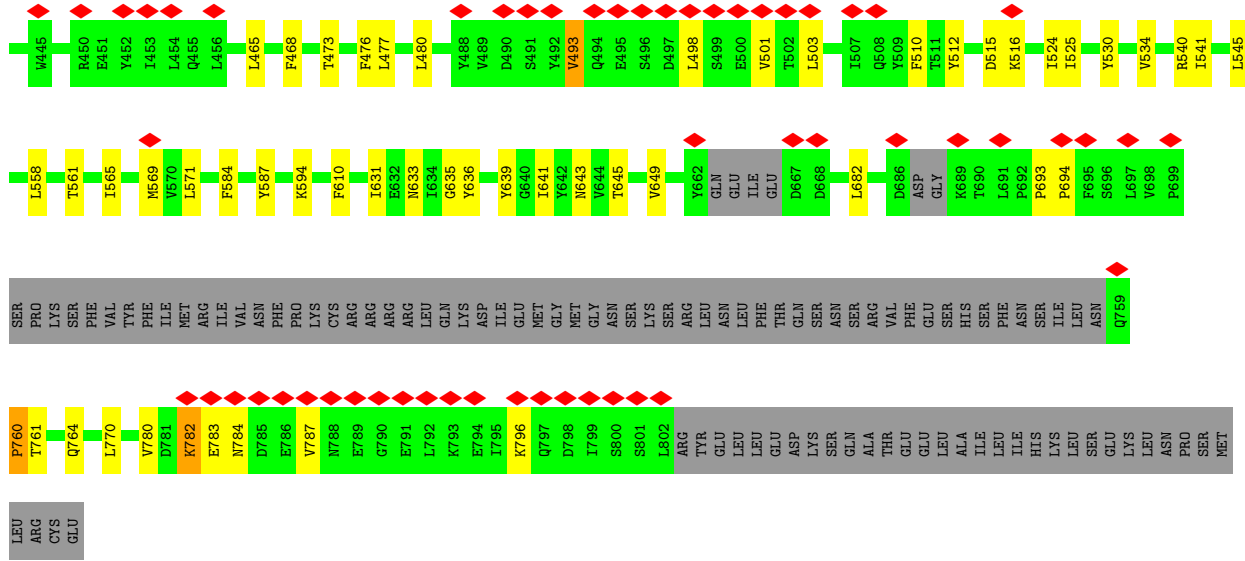 W445 R450 E451 Y452 I453 L454 Q455 L456 L465 F468 T473 F476 L477 L480 Y488 V489 D490 S491 Y492 V493 Q494 E495 S496 D497 L498 S499 E500 V501 T502 L503 I507 Q508 Y509 F510 T511 Y512 D515 K516 I524 I525 Y530 V534 R540 I541 L545
L558 T561 I565 M569 V570 L571 F584 Y587 K594 F610 I631 E632 N633 I634 G635 Y636 Y639 G640 I641 Y642 N643 V644 T645 V649 Y662 GLN GLU ILE GLU D667 D668 L682 D686 ASP GLY K689 T690 L691 P692 P693 P694 F695 S696 L697 V698 P699
SER PRO LYS SER PHE VAL TYR PHE ILE MET ARG ILE VAL ASN PHE PRO LYS CYS ARG ARG ARG ARG LEU GLN LYS ASP ILE GLU MET GLY MET GLY ASN SER LYS SER ARG LEU ASN LEU PHE THR GLN SER ASN SER ARG VAL PHE GLU SER HIS SER PHE ASN SER ILE LEU ASN Q759
P760 T761 Q764 L770 V780 D781 K782 E783 N784 D785 E786 V787 N788 E789 G790 E791 L792 K793 E794 I795 K796 Q797 D798 I799 S800 S801 L802 ARG TYR GLU LEU LEU GLU ASP LYS SER GLN ALA THR GLU GLU LEU ALA ILE LEU ILE HIS LYS LEU SER GLU LYS LEU ASN PRO SER MET
LEU ARG CYS GLU